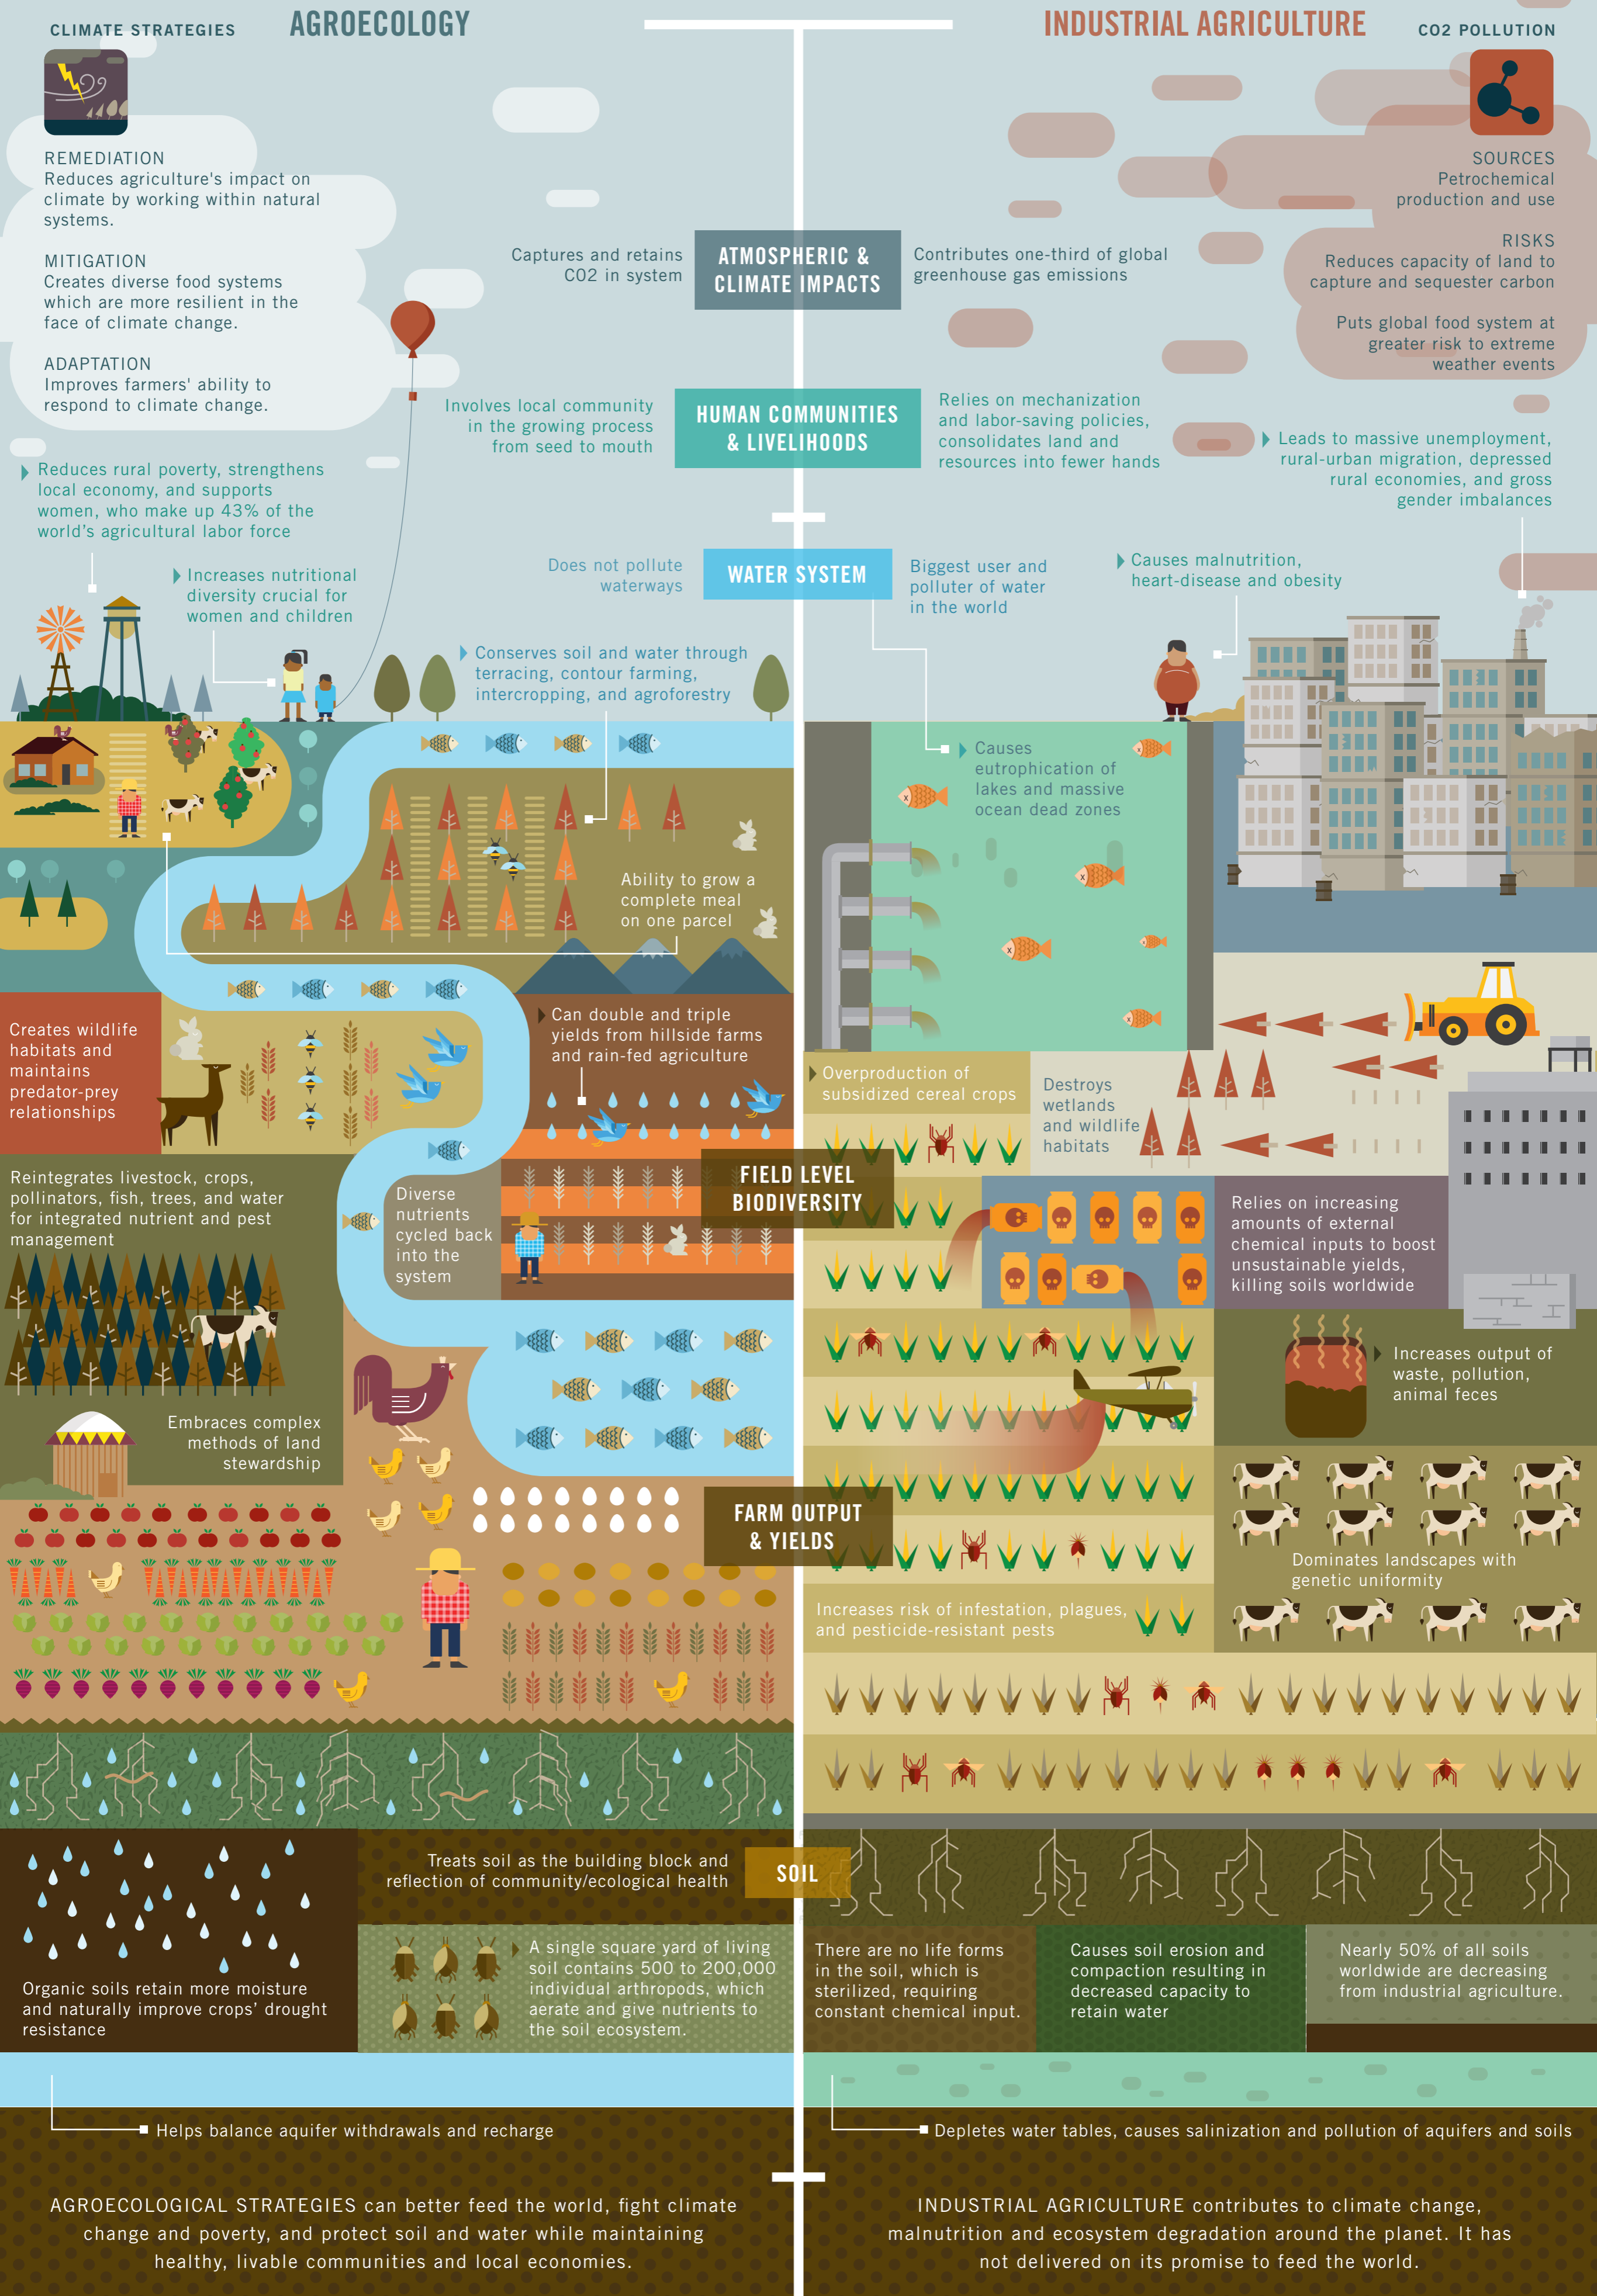 CLIMATE STRATEGIES
AGROECOLOGY
INDUSTRIAL AGRICULTURE
CO2 POLLUTION
REMEDIATION
Reduces agriculture's impact on
climate by working within natural
systems.
MITIGATION
Creates diverse food systems
which are more resilient in the
face of climate change.
ADAPTATION
Improves farmers' ability to
respond to climate change.
SOURCES
Petrochemical
production and use
RISKS
Reduces capacity of land to
capture and sequester carbon
Puts global food system at
greater risk to extreme
weather events
Captures and retains
CO2 in system
ATMOSPHERIC &
CLIMATE IMPACTS
Contributes one-third of global
greenhouse gas emissions
Involves local community
in the growing process
from seed to mouth
HUMAN COMMUNITIES
& LIVELIHOODS
Relies on mechanization
and labor-saving policies,
consolidates land and
resources into fewer hands
Leads to massive unemployment,
rural-urban migration, depressed
rural economies, and gross
gender imbalances
Reduces rural poverty, strengthens
local economy, and supports
women, who make up 43% of the
world's agricultural labor force
Increases nutritional
diversity crucial for
women and children
Does not pollute
waterways
WATER SYSTEM
Biggest user and
polluter of water
in the world
Causes malnutrition,
heart-disease and obesity
Conserves soil and water through
terracing, contour farming,
intercropping, and agroforestry
Causes
eutrophication of
lakes and massive
ocean dead zones
Ability to grow a
complete meal
on one parcel
Creates wildlife
habitats and
maintains
predator-prey
relationships
Can double and triple
yields from hillside farms
and rain-fed agriculture
Overproduction of
subsidized cereal crops
Destroys
wetlands
and wildlife
habitats
FIELD LEVEL
BIODIVERSITY
Reintegrates livestock, crops,
pollinators, fish, trees, and water
for integrated nutrient and pest
management
Diverse
nutrients
cycled back
into the
system
Relies on increasing
amounts of external
chemical inputs to boost
unsustainable yields,
killing soils worldwide
Increases output of
waste, pollution,
animal feces
Embraces complex
methods of land
stewardship
FARM OUTPUT
& YIELDS
Dominates landscapes with
genetic uniformity
Increases risk of infestation, plagues,
and pesticide-resistant pests
Treats soil as the building block and
reflection of community/ecological health
SOIL
Organic soils retain more moisture
and naturally improve crops' drought
resistance
A single square yard of living
soil contains 500 to 200,000
individual arthropods, which
aerate and give nutrients to
the soil ecosystem.
There are no life forms
in the soil, which is
sterilized, requiring
constant chemical input.
Causes soil erosion and
compaction resulting in
decreased capacity to
retain water
Nearly 50% of all soils
worldwide are decreasing
from industrial agriculture.
Helps balance aquifer withdrawals and recharge
Depletes water tables, causes salinization and pollution of aquifers and soils
AGROECOLOGICAL STRATEGIES can better feed the world, fight climate
change and poverty, and protect soil and water while maintaining
healthy, livable communities and local economies.
INDUSTRIAL AGRICULTURE contributes to climate change,
malnutrition and ecosystem degradation around the planet. It has
not delivered on its promise to feed the world.